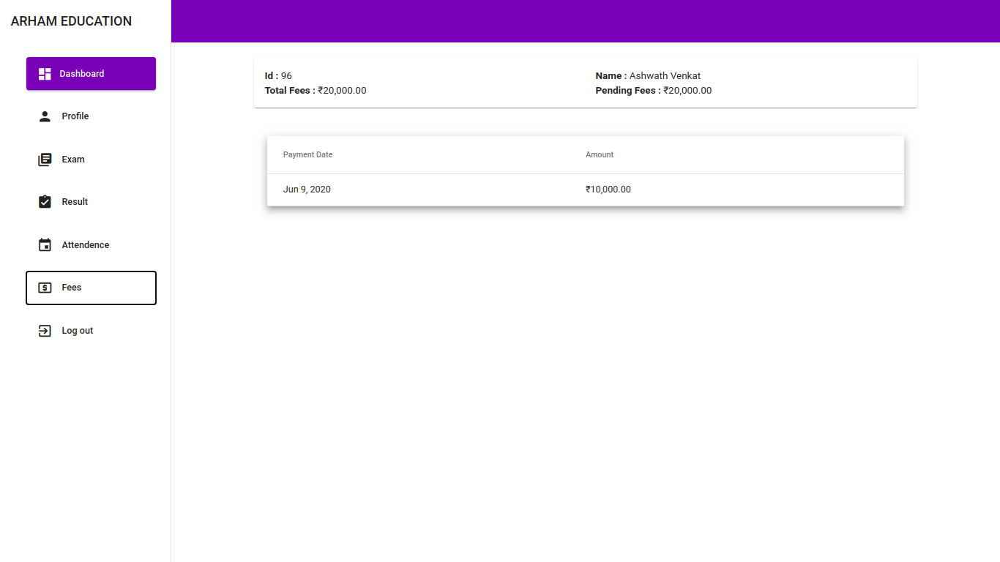 ARHAM EDUCATION
Dashboard
Profile
Exam
Result
Attendence
Fees
Log out
Id : 96
Name : Ashwath Venkat
Total Fees : ₹20,000.00
Pending Fees : ₹20,000.00
Payment Date Amount
Jun 9, 2020 ₹10,000.00